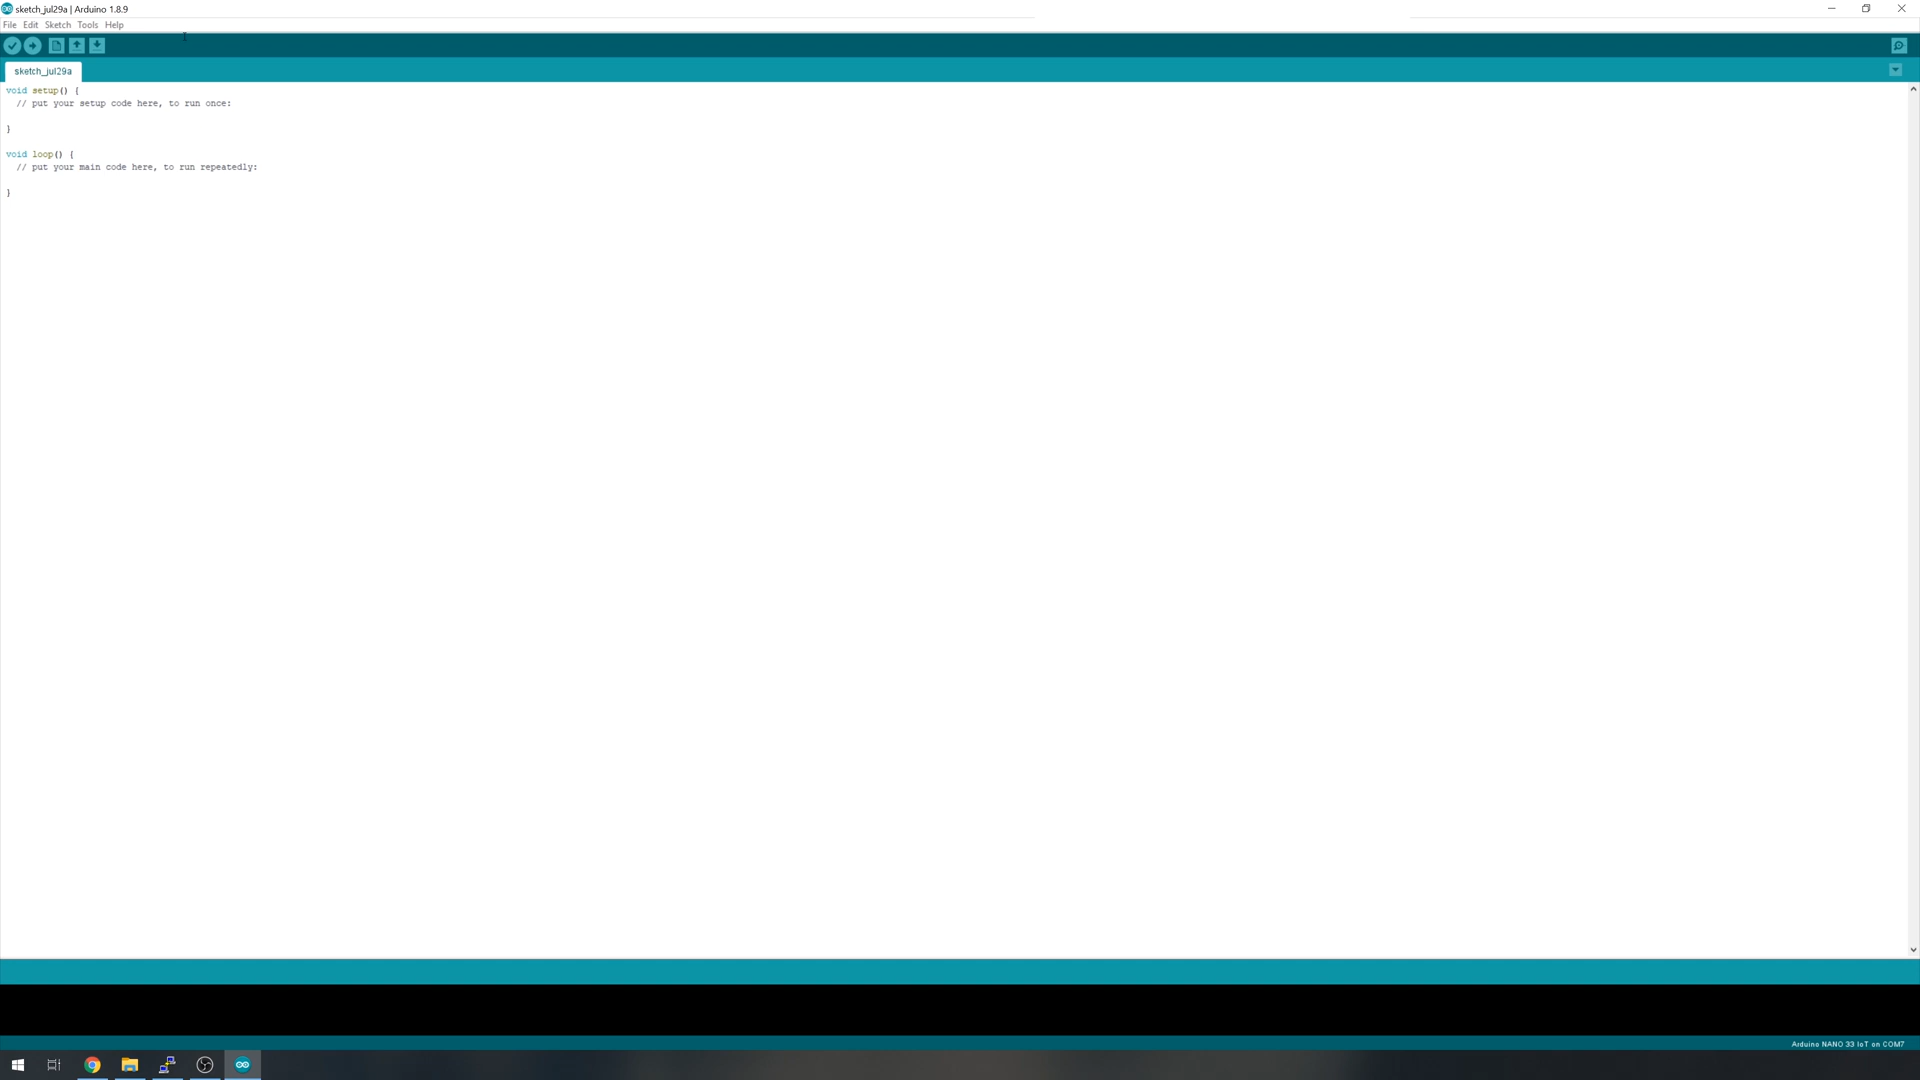 sketch_jul29a | Arduino 1.8.9
File Edit Sketch Tools Help
sketch_jul29a
void setup() {
// put your setup code here, to run once:
}
void loop() {
// put your main code here, to run repeatedly:
}
Arduino NANO 33 IoT on COM7